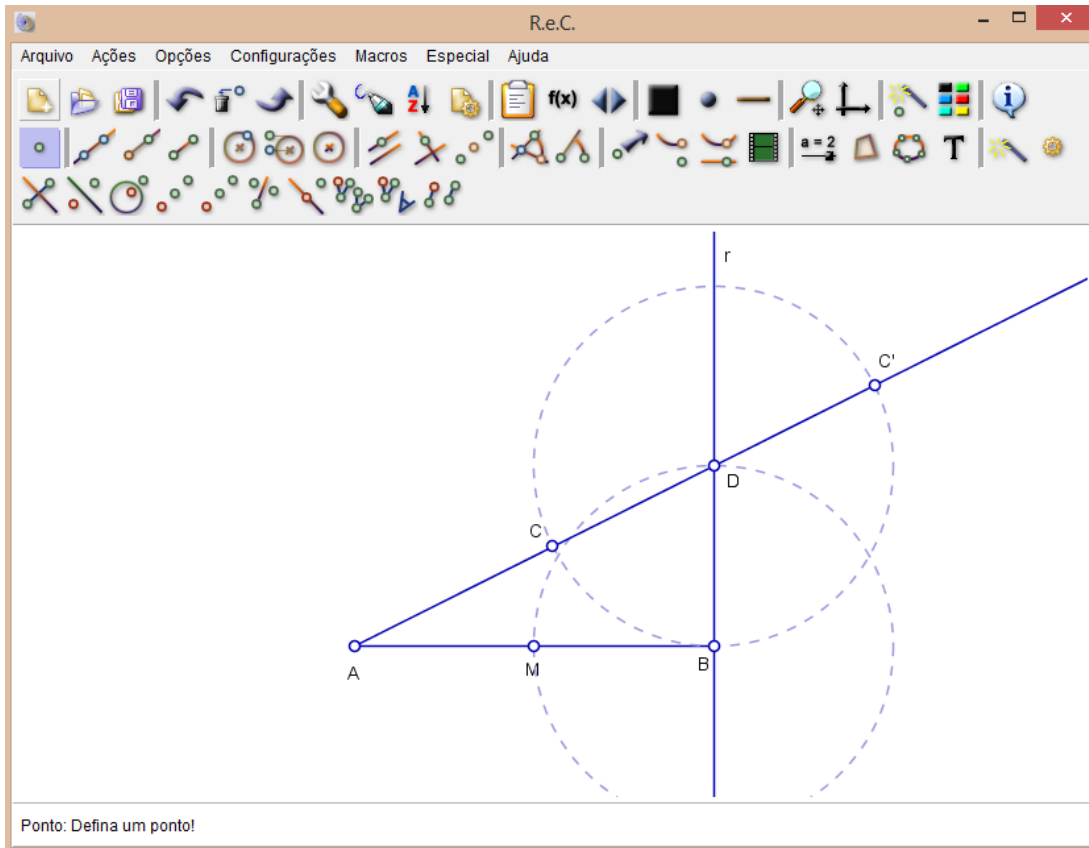 R.e.C.
Arquivo Ações Opções Configurações Macros Especial Ajuda
A Z f(x)
a = 2 T
r
C'
D
C
A M B
Ponto: Defina um ponto!